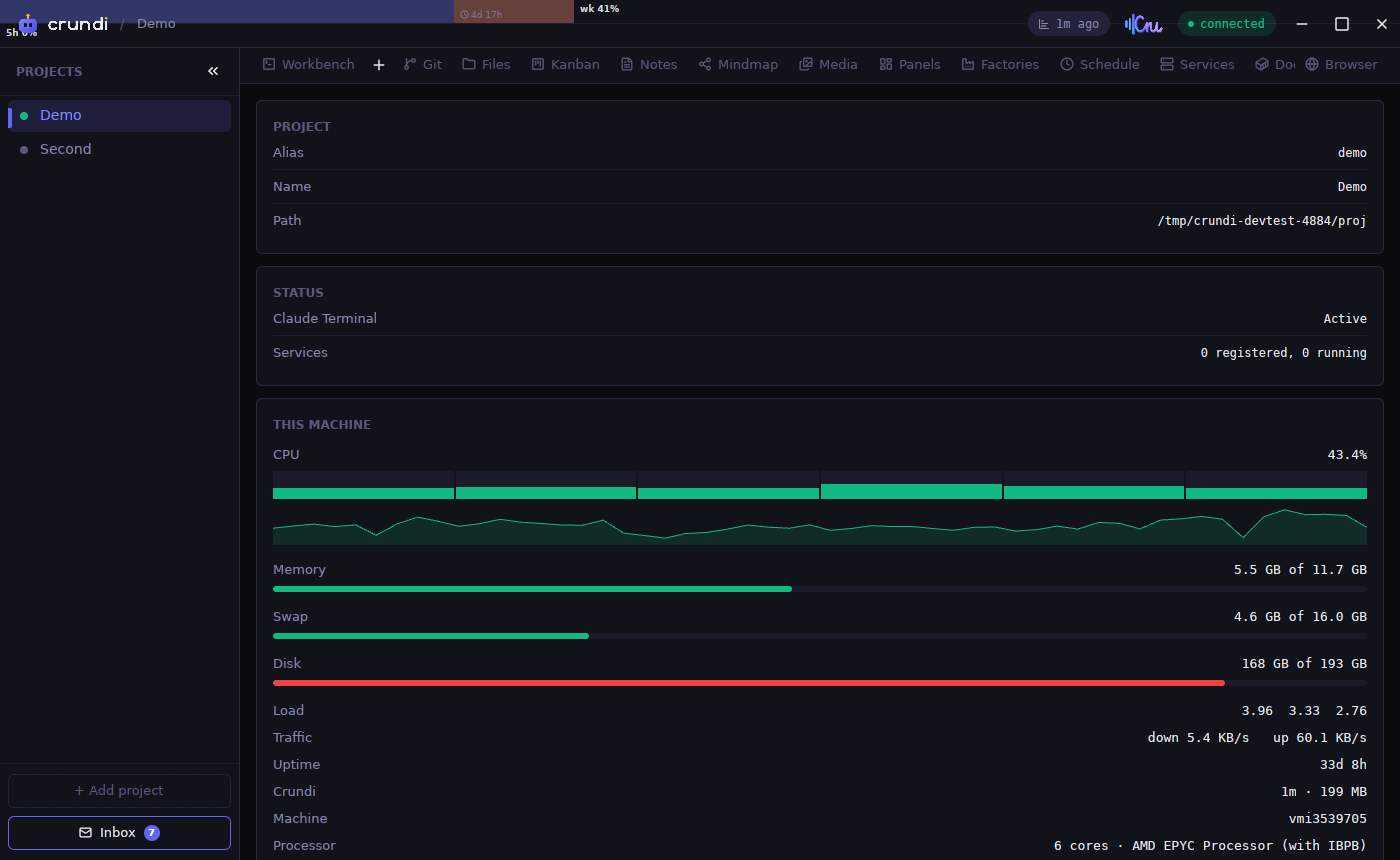 4d 17h
wk 41%
crundi / Demo
1m ago
Cru
connected
PROJECTS
Workbench
Git
Files
Kanban
Notes
Mindmap
Media
Panels
Factories
Schedule
Services
Browser
Demo
Second
PROJECT
Alias demo
Name Demo
Path /tmp/crundi-devtest-4884/proj
STATUS
Claude Terminal Active
Services 0 registered, 0 running
THIS MACHINE
CPU 43.4%
Memory 5.5 GB of 11.7 GB
Swap 4.6 GB of 16.0 GB
Disk 168 GB of 193 GB
Load 3.96 3.33 2.76
Traffic down 5.4 KB/s up 60.1 KB/s
Uptime 33d 8h
Crundi 1m · 199 MB
Machine vmi3539705
Processor 6 cores · AMD EPYC Processor (with IBPB)
+ Add project
Inbox 7